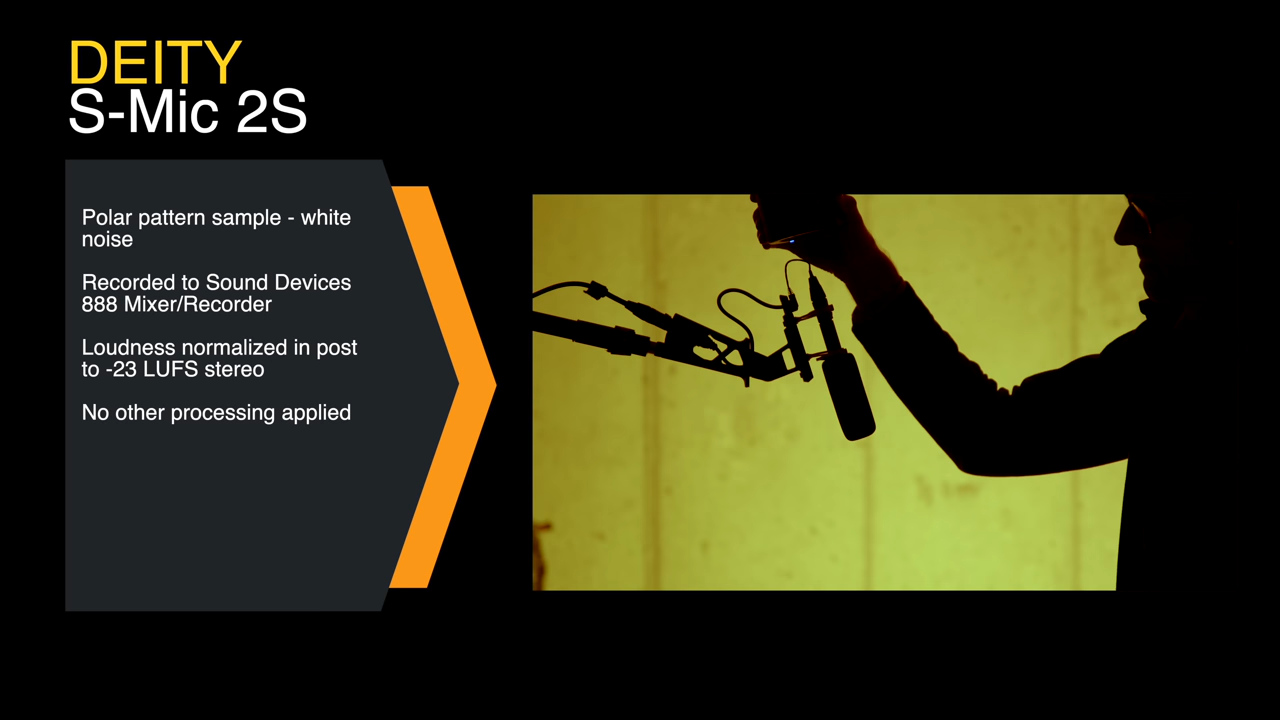 DEITY
S-Mic 2S
Polar pattern sample - white
noise
Recorded to Sound Devices
888 Mixer/Recorder
Loudness normalized in post
to -23 LUFS stereo
No other processing applied